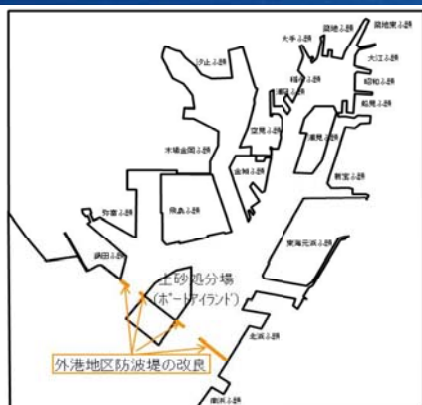 築地ふ頭
築地東ふ頭
大手ふ頭
大江ふ頭
汐止ふ頭
稲永ふ頭
昭和ふ頭
船見ふ頭
空見ふ頭
潮見ふ頭
木場金岡ふ頭
金城ふ頭
新宝ふ頭
弥富ふ頭
飛島ふ頭
東海元浜ふ頭
鍋田ふ頭
土砂処分場
(ポートアイランド)
北浜ふ頭
外港地区防波堤の改良
南浜ふ頭